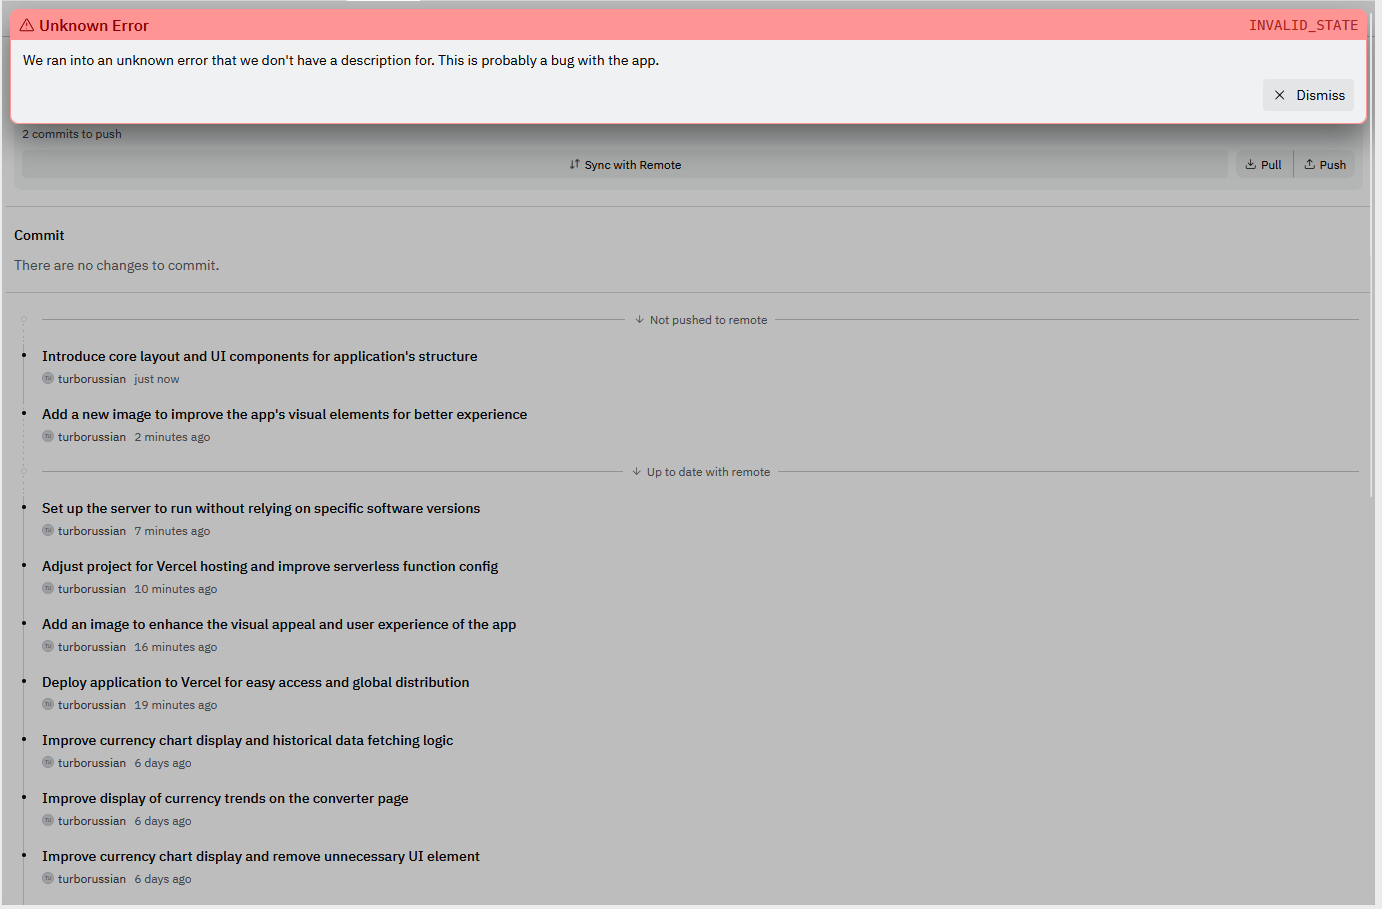 Unknown Error INVALID_STATE
We ran into an unknown error that we don't have a description for. This is probably a bug with the app.
Dismiss
2 commits to push
Sync with Remote Pull Push
Commit
There are no changes to commit.
Not pushed to remote
Introduce core layout and UI components for application's structure
turborussian just now
Add a new image to improve the app's visual elements for better experience
turborussian 2 minutes ago
Up to date with remote
Set up the server to run without relying on specific software versions
turborussian 7 minutes ago
Adjust project for Vercel hosting and improve serverless function config
turborussian 10 minutes ago
Add an image to enhance the visual appeal and user experience of the app
turborussian 16 minutes ago
Deploy application to Vercel for easy access and global distribution
turborussian 19 minutes ago
Improve currency chart display and historical data fetching logic
turborussian 6 days ago
Improve display of currency trends on the converter page
turborussian 6 days ago
Improve currency chart display and remove unnecessary UI element
turborussian 6 days ago